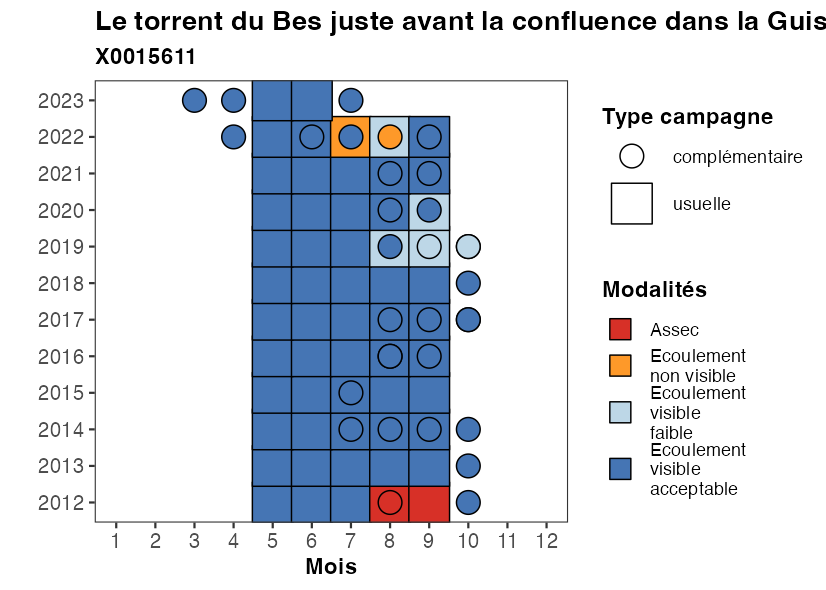 Le torrent du Bes juste avant la confluence dans la Guis
X0015611
2023
2022
2021
2020
2019
2018
2017
2016
2015
2014
2013
2012
1 2 3 4 5 6 7 8 9 10 11 12
Mois
Type campagne
complémentaire
usuelle
Modalités
Assec
Ecoulement
non visible
Ecoulement
visible
faible
Ecoulement
visible
acceptable